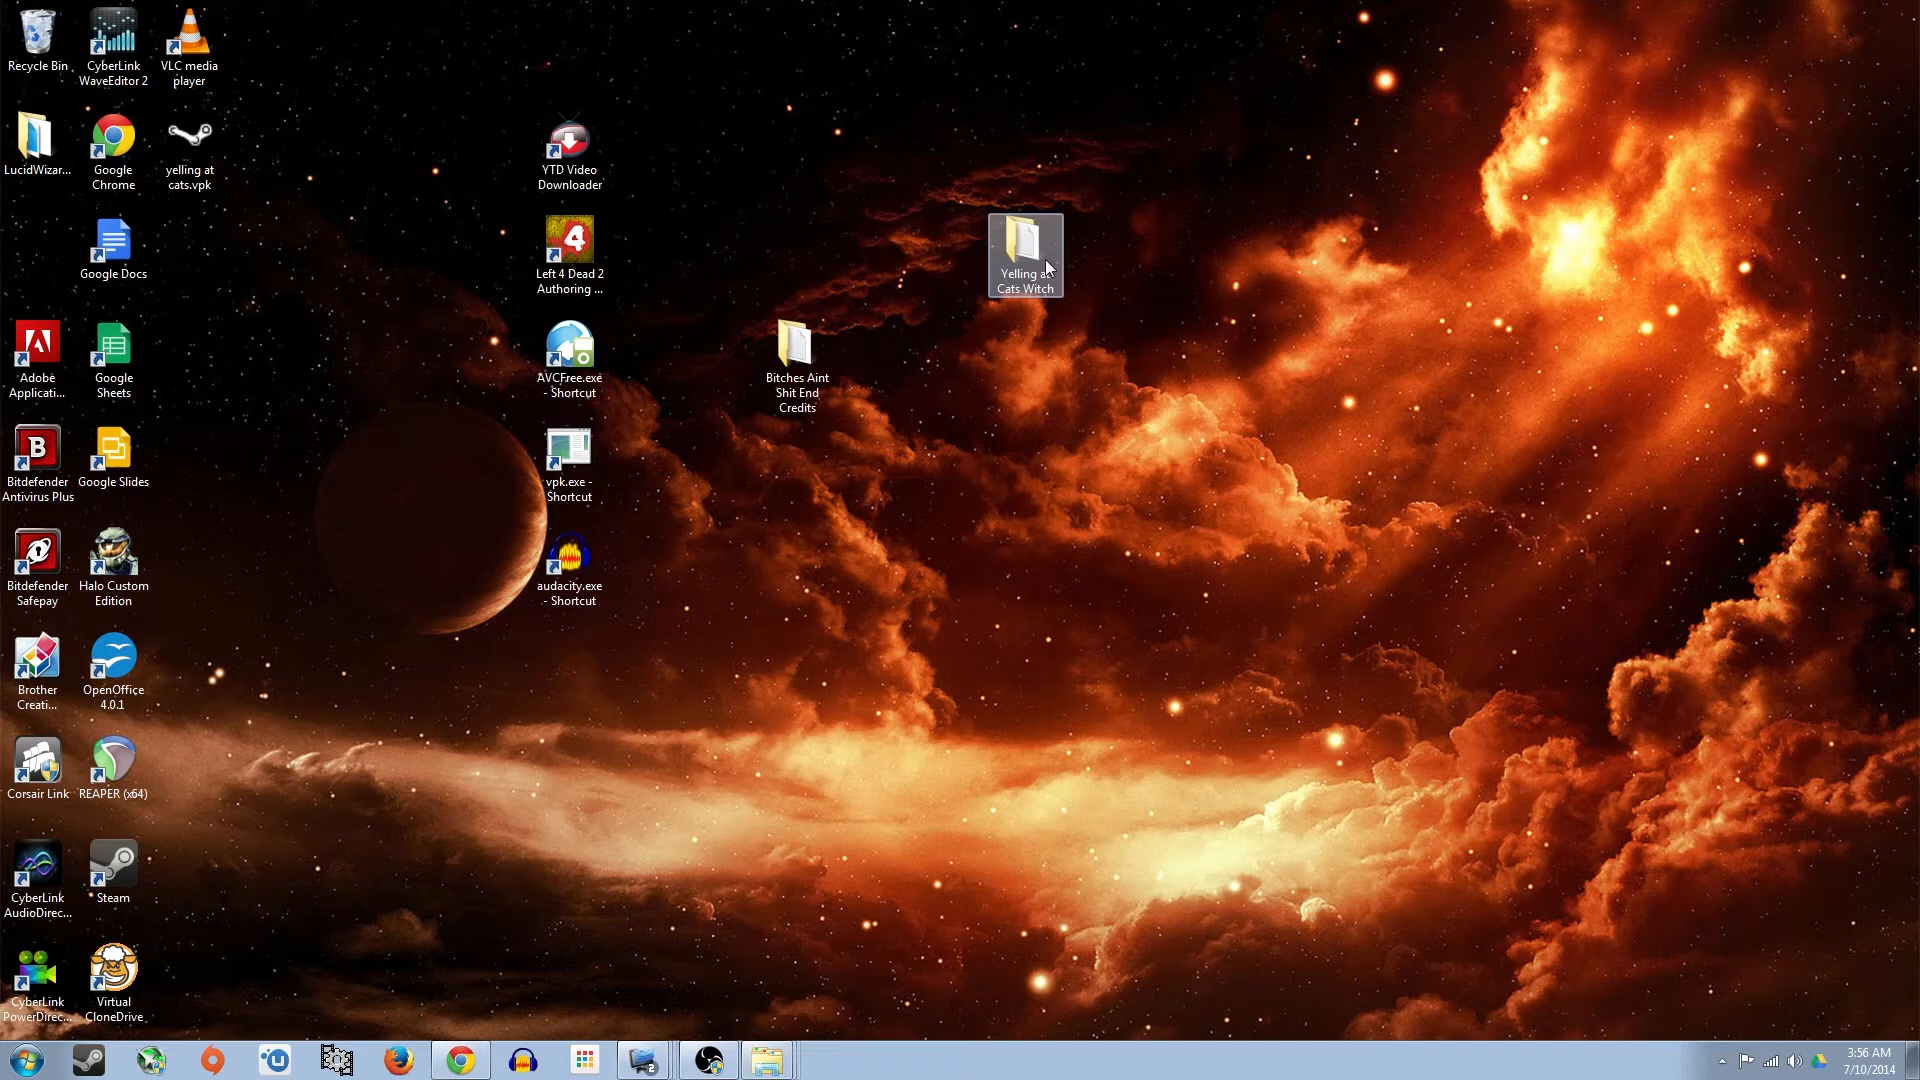 Recycle Bin
CyberLink
WaveEditor 2
VLC media
player
LucidWizar...
Google
Chrome
yelling at
cats.vpk
YTD Video
Downloader
Google Docs
Left 4 Dead 2
Authoring ...
Yelling at
Cats Witch
Adobe
Applicati...
Google
Sheets
AVCFree.exe
- Shortcut
Bitches Aint
Shit End
Credits
Bitdefender
Antivirus Plus
Google Slides
vpk.exe -
Shortcut
Bitdefender
Safepay
Halo Custom
Edition
audacity.exe
- Shortcut
Brother
Creati...
OpenOffice
4.0.1
Corsair Link
REAPER (x64)
CyberLink
AudioDirec...
Steam
CyberLink
PowerDirec...
Virtual
CloneDrive
3:56 AM
7/10/2014